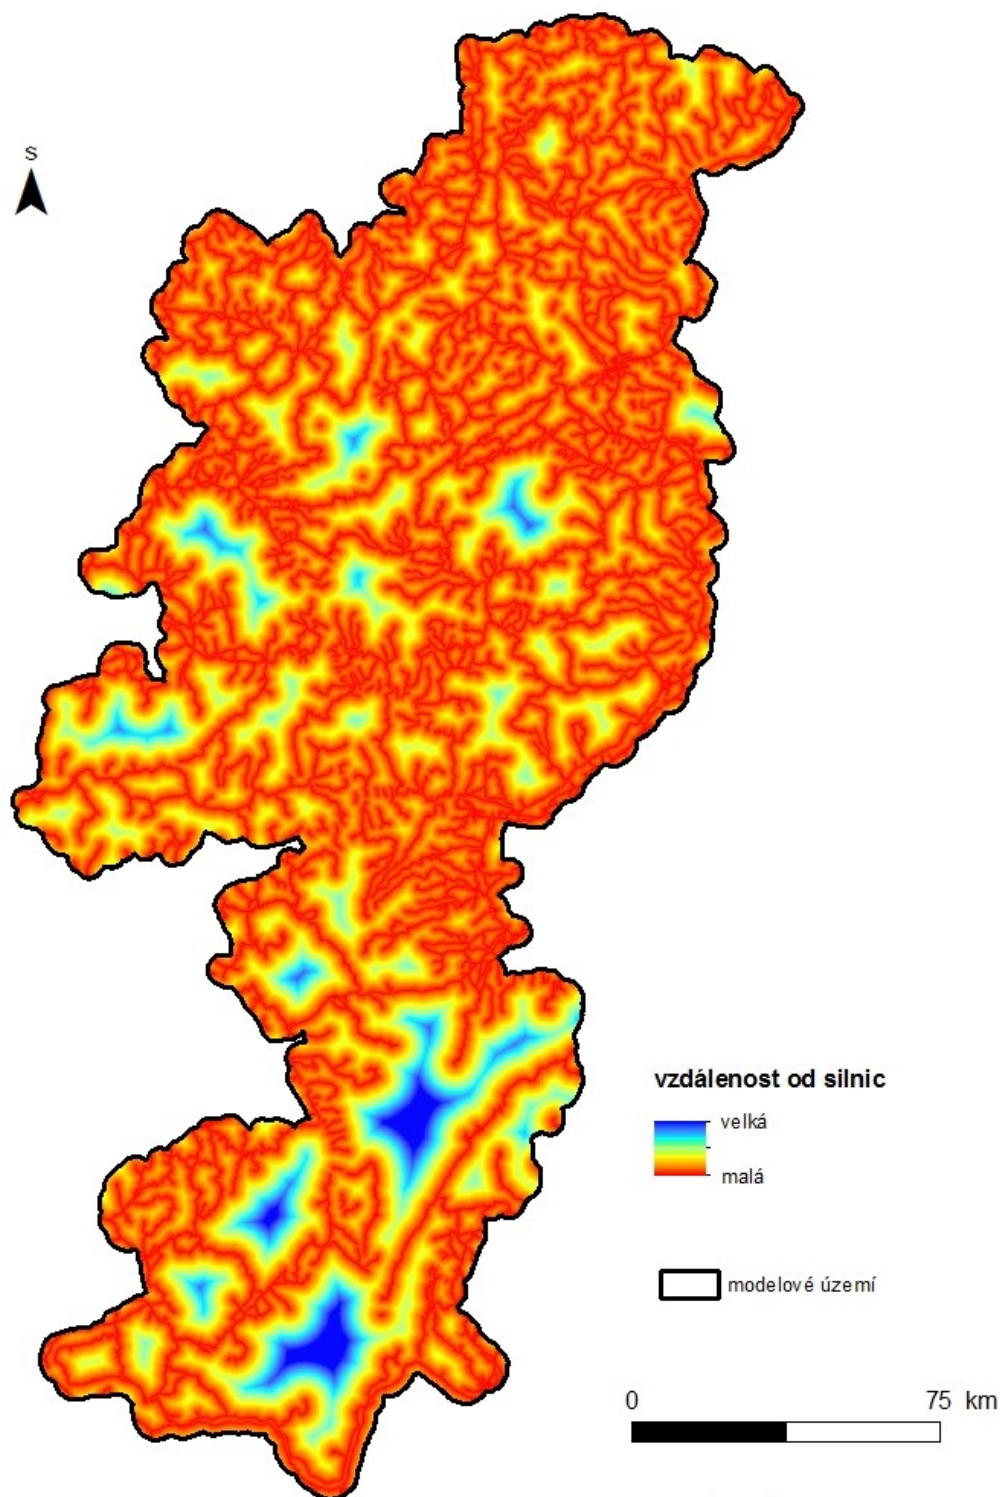 S
vzdálenost od silnic
velká
malá
modelové území
0 75 km